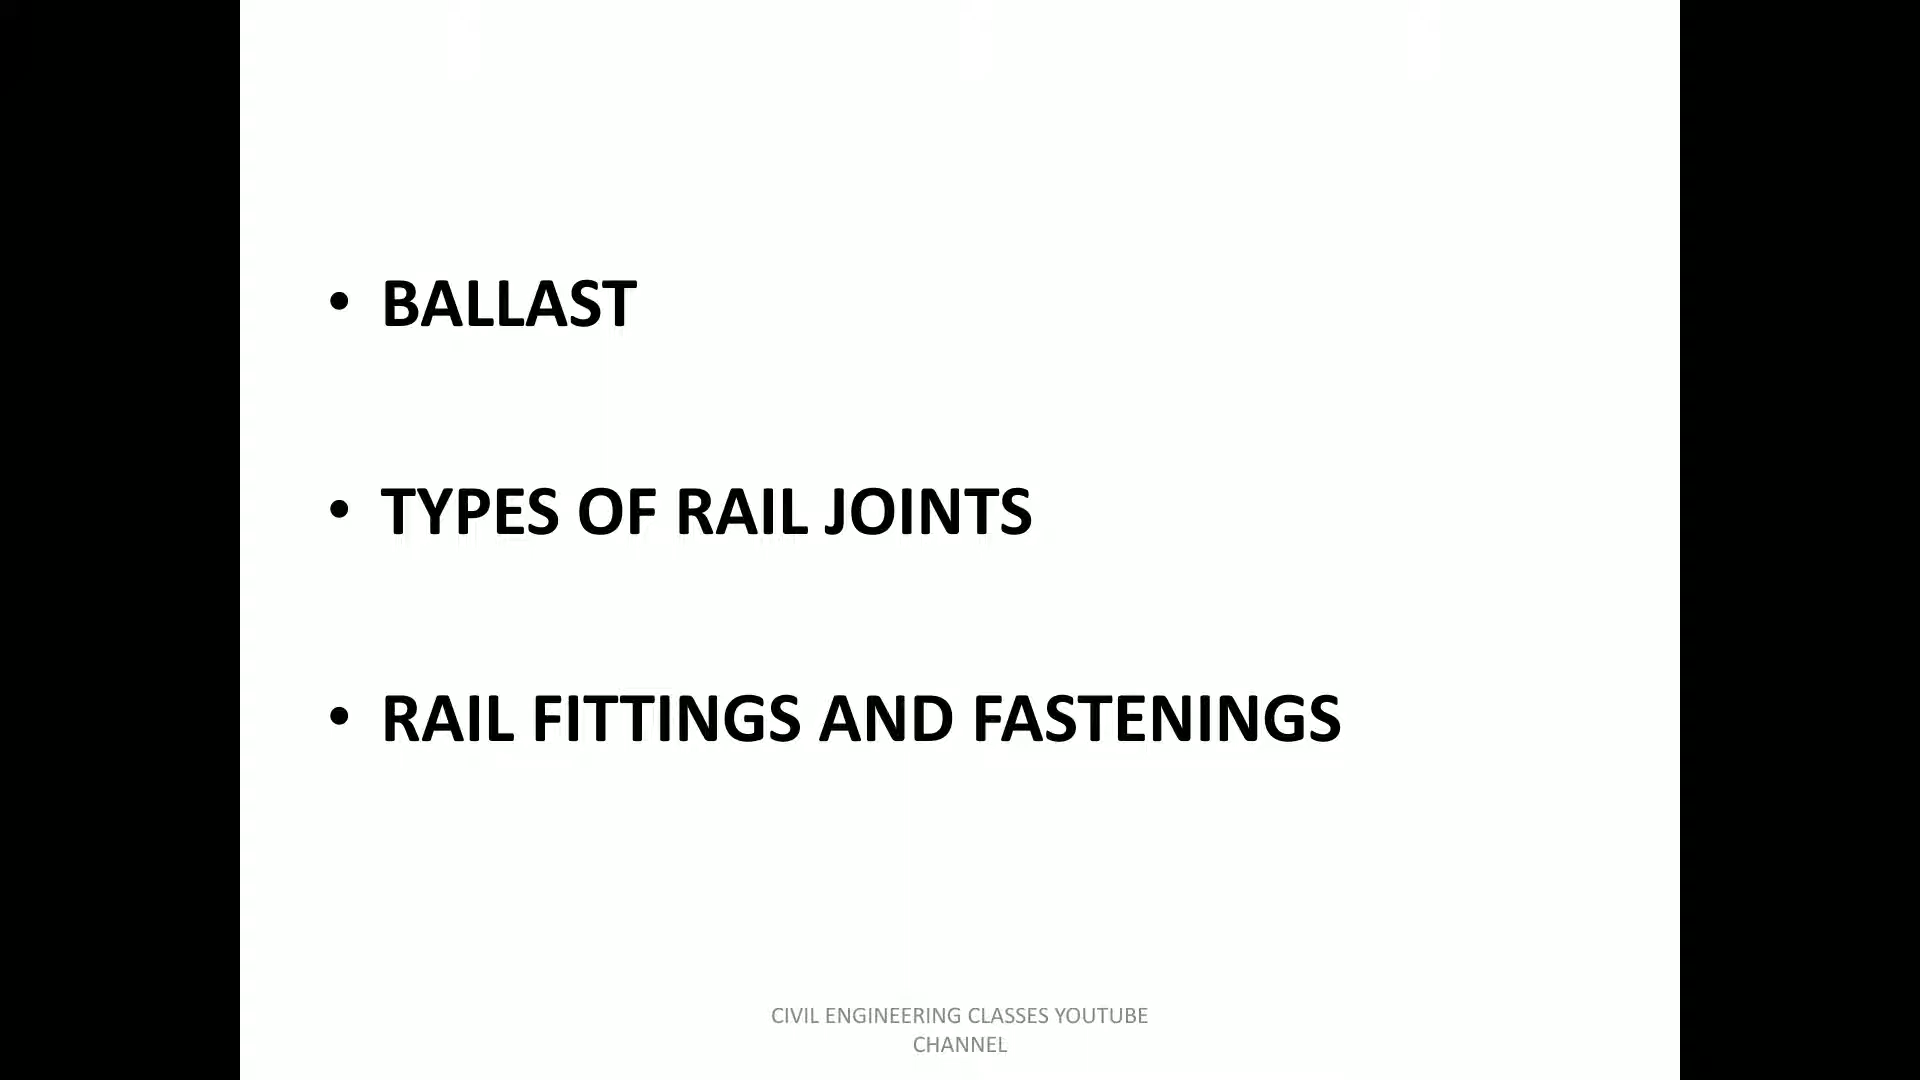 • BALLAST
• TYPES OF RAIL JOINTS
• RAIL FITTINGS AND FASTENINGS
CIVIL ENGINEERING CLASSES YOUTUBE
CHANNEL